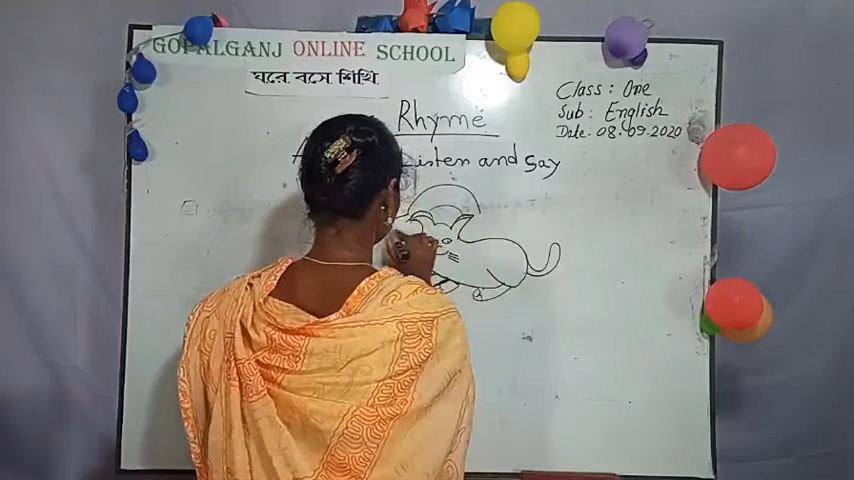 GOPALGANJ ONLINE SCHOOL
ঘরে বসে শিখি
Class : One
Sub : English
Date : 08.09.2020
Rhyme
Listen and say